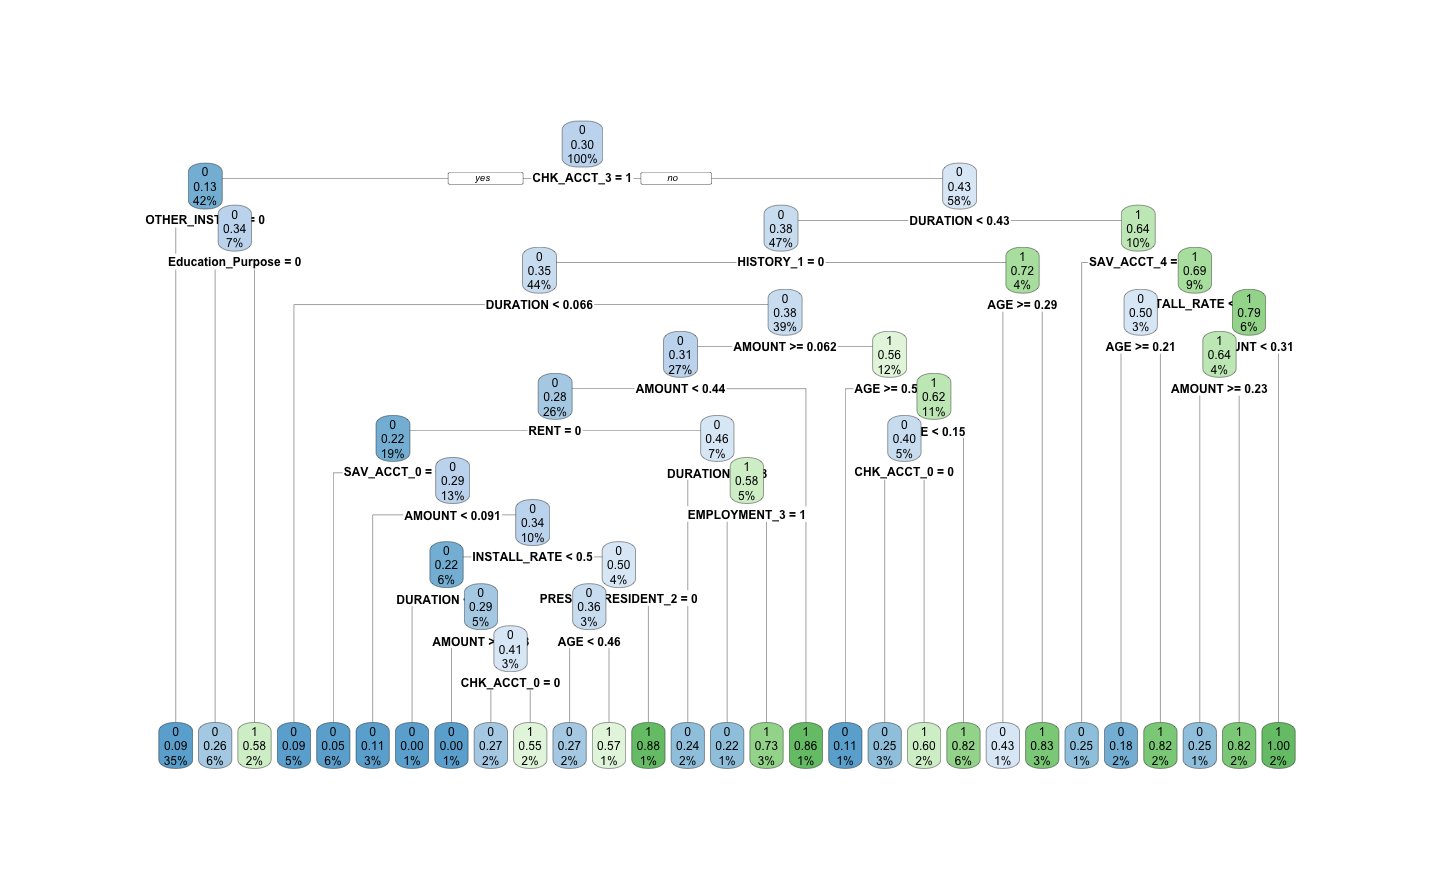 0
0.30
100%
yes
CHK_ACCT_3 = 1
no
0
0.13
42%
0
0.43
58%
OTHER_INST = 0
0
0.34
7%
0
0.38
47%
DURATION < 0.43
1
0.64
10%
Education_Purpose = 0
0
0.35
44%
HISTORY_1 = 0
1
0.72
4%
SAV_ACCT_4 =
1
0.69
9%
DURATION < 0.066
0
0.38
39%
AGE >= 0.29
0
0.50
3%
TALL_RATE <
1
0.79
6%
0
0.31
27%
AMOUNT >= 0.062
1
0.56
12%
AGE >= 0.21
1
0.64
4%
UNT < 0.31
0
0.28
26%
AMOUNT < 0.44
AGE >= 0.5
1
0.62
11%
AMOUNT >= 0.23
0
0.22
19%
RENT = 0
0
0.46
7%
0
0.40
5%
E < 0.15
SAV_ACCT_0 =
0
0.29
13%
DURATION
1
0.58
5%
CHK_ACCT_0 = 0
AMOUNT < 0.091
0
0.34
10%
EMPLOYMENT_3 = 1
0
0.22
6%
INSTALL_RATE < 0.5
0
0.50
4%
DURATION
0
0.29
5%
PRES
0
0.36
3%
RESIDENT_2 = 0
AMOUNT >
0
0.41
3%
AGE < 0.46
CHK_ACCT_0 = 0
0 0 1 0 0 0 0 0 0 1 0 1 1 0 0 1 1 0 0 1 1 0 1 0 0 1 0 1 1
0.09 0.26 0.58 0.09 0.05 0.11 0.00 0.00 0.27 0.55 0.27 0.57 0.88 0.24 0.22 0.73 0.86 0.11 0.25 0.60 0.82 0.43 0.83 0.25 0.18 0.82 0.25 0.82 1.00
35% 6% 2% 5% 6% 3% 1% 1% 2% 2% 2% 1% 1% 2% 1% 3% 1% 1% 3% 2% 6% 1% 3% 1% 2% 2% 1% 2% 2%